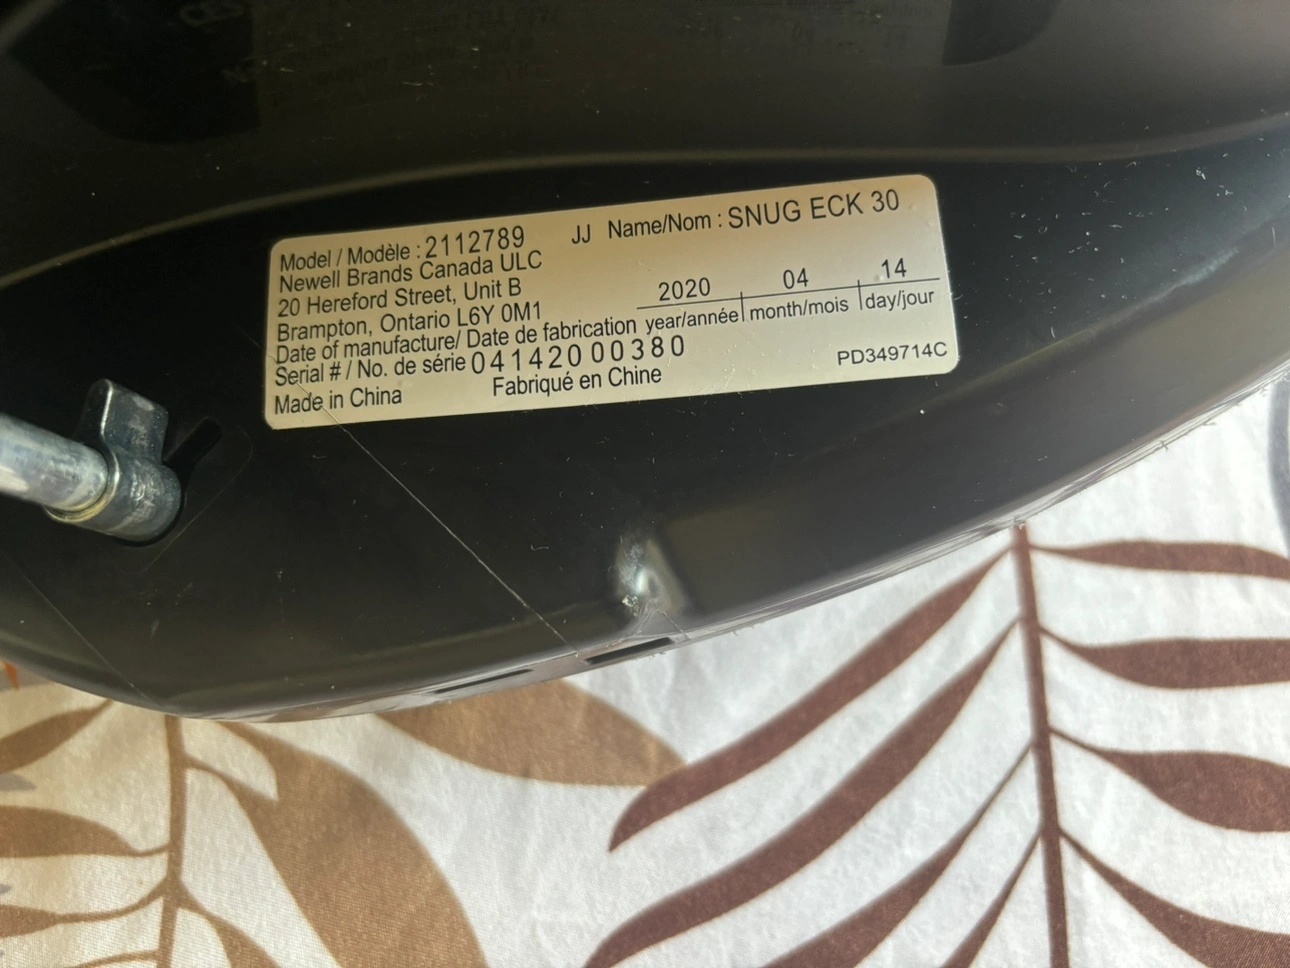 Model / Modèle : 2112789 JJ Name/Nom : SNUG ECK 30
Newell Brands Canada ULC
20 Hereford Street, Unit B
Brampton, Ontario L6Y 0M1
Date of manufacture/ Date de fabrication 2020 year/année 04 month/mois 14 day/jour
Serial # / No. de série 04142000380
Made in China Fabriqué en Chine PD349714C